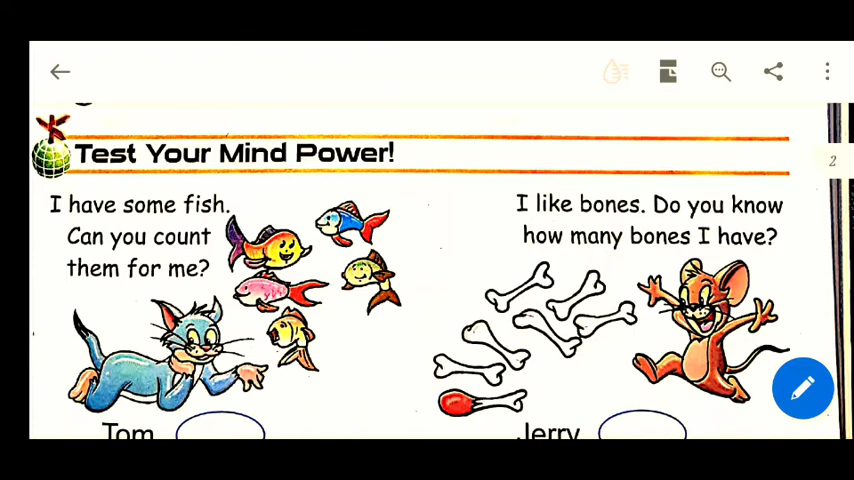 2
Test Your Mind Power!
I have some fish.
Can you count
them for me?
I like bones. Do you know
how many bones I have?
Tom
Jerry